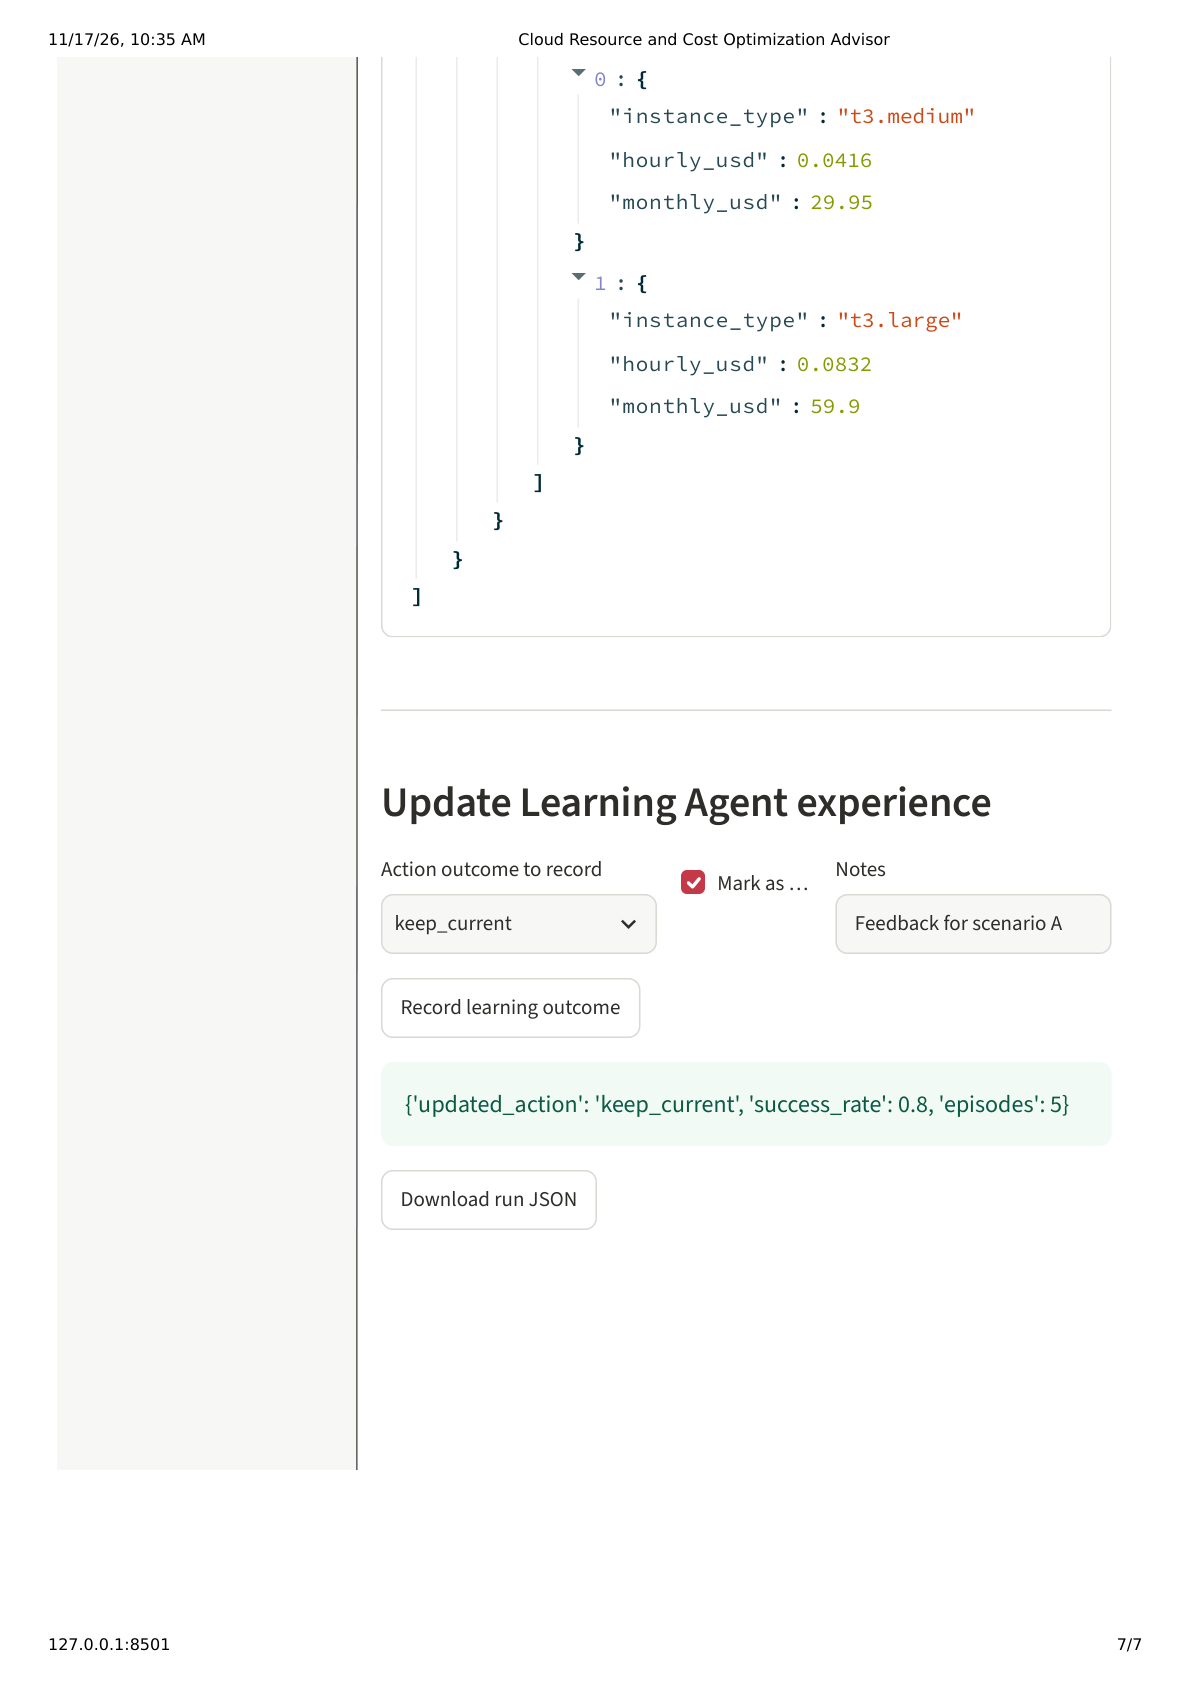 11/17/26, 10:35 AM Cloud Resource and Cost Optimization Advisor
0 : {
"instance_type" : "t3.medium"
"hourly_usd" : 0.0416
"monthly_usd" : 29.95
}
1 : {
"instance_type" : "t3.large"
"hourly_usd" : 0.0832
"monthly_usd" : 59.9
}
]
}
}
]
Update Learning Agent experience
Action outcome to record
Mark as …
Notes
keep_current
Feedback for scenario A
Record learning outcome
{'updated_action': 'keep_current', 'success_rate': 0.8, 'episodes': 5}
Download run JSON
127.0.0.1:8501 7/7